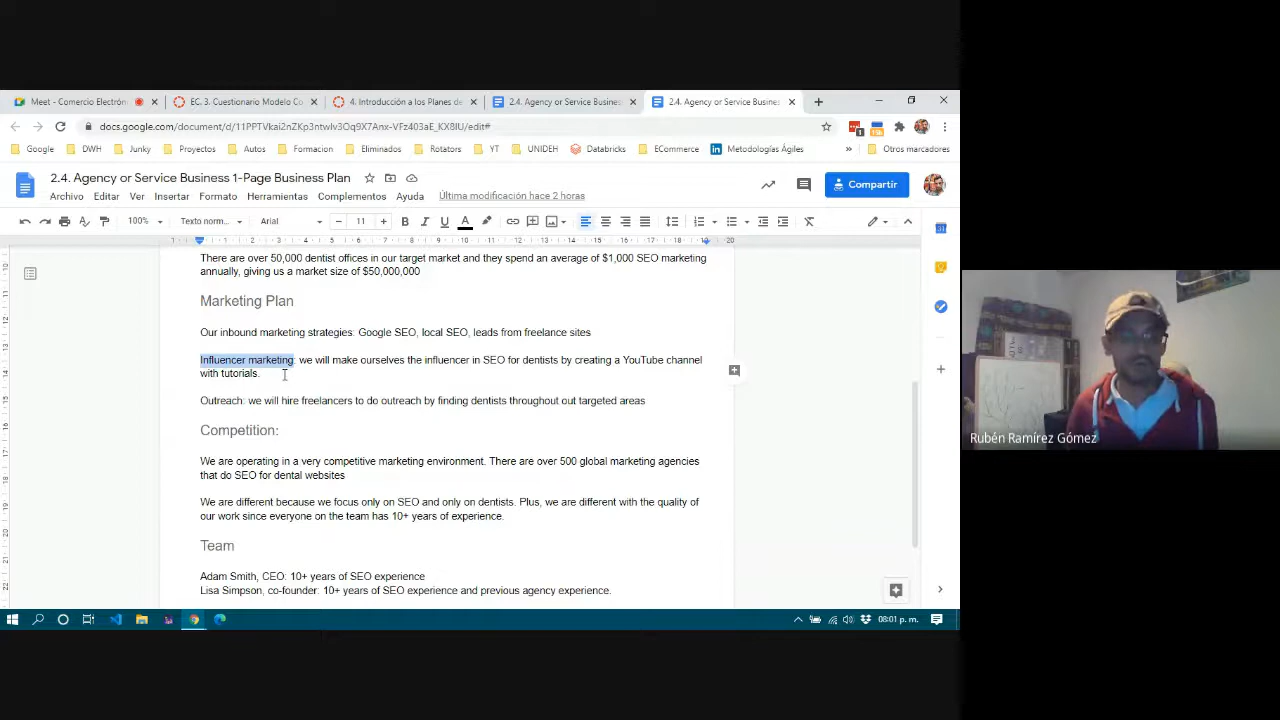 Meet - Comercio Electrón
EC. 3. Cuestionario Modelo Co
4. Introducción a los Planes de
2.4. Agency or Service Business
2.4. Agency or Service Busines
docs.google.com/document/d/11PPTVkai2nZKp3ntwlv3Oq9X7Anx-VFz403aE_KX8IU/edit#
Google
DWH
Junky
Proyectos
Autos
Formacion
Eliminados
Rotators
YT
UNIDEH
Databricks
ECommerce
Metodologías Ágiles
»
Otros marcadores
2.4. Agency or Service Business 1-Page Business Plan
Archivo Editar Ver Insertar Formato Herramientas Complementos Ayuda Última modificación hace 2 horas
Compartir
100% Texto norm... Arial 11
There are over 50,000 dentist offices in our target market and they spend an average of $1,000 SEO marketing
annually, giving us a market size of $50,000,000
Marketing Plan
Our inbound marketing strategies: Google SEO, local SEO, leads from freelance sites
Influencer marketing: we will make ourselves the influencer in SEO for dentists by creating a YouTube channel
with tutorials.
Outreach: we will hire freelancers to do outreach by finding dentists throughout out targeted areas
Competition:
We are operating in a very competitive marketing environment. There are over 500 global marketing agencies
that do SEO for dental websites
We are different because we focus only on SEO and only on dentists. Plus, we are different with the quality of
our work since everyone on the team has 10+ years of experience.
Team
Adam Smith, CEO: 10+ years of SEO experience
Lisa Simpson, co-founder: 10+ years of SEO experience and previous agency experience.
08:01 p. m.
Rubén Ramírez Gómez